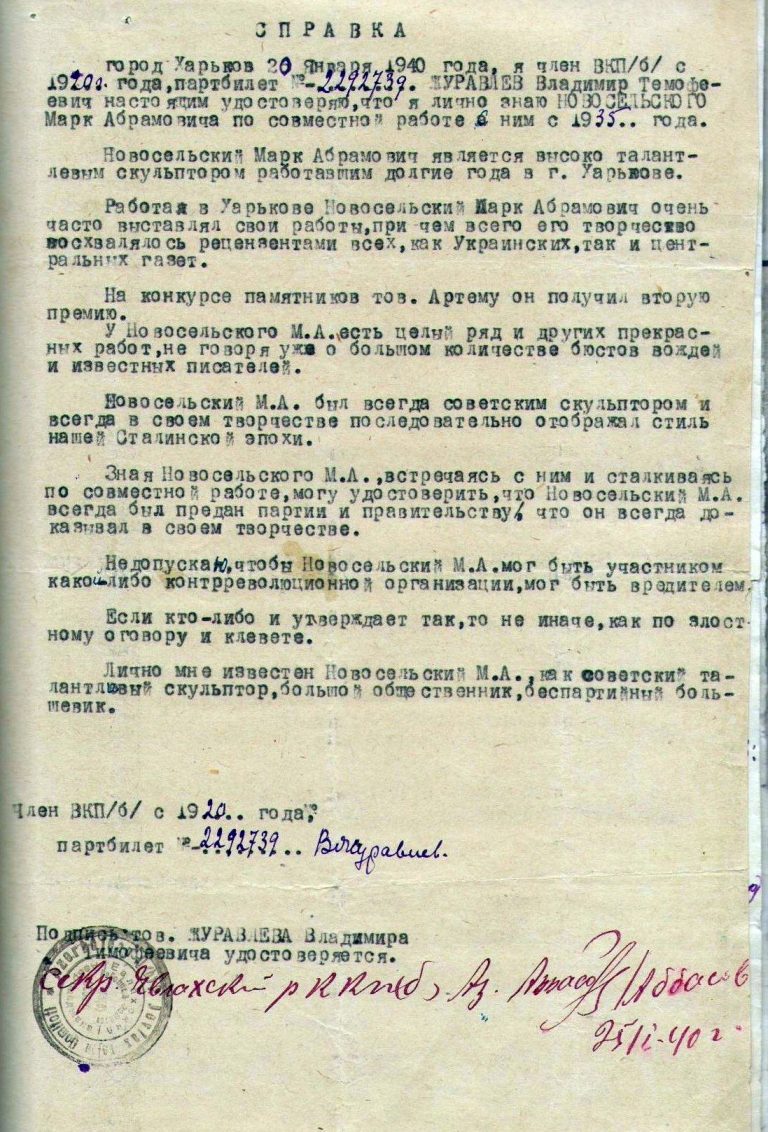 СПРАВКА
город Харьков 20 января 1940 года, я член ВКП/б/ с
1920г. года,партбилет №-2292739. ЖУРАВЛЕВ Владимир Темофе-
евич настоящим удостоверяю,что я лично знаю НОВОСЕЛЬСКОГО
Марк Абрамовича по совместной работе с ним с 1935.. года.
Новосельский Марк Абрамович является высоко талант-
левым скульптором работавшим долгие года в г. Харькове.
Работая в Харькове Новосельский Марк Абрамович очень
часто выставлял свои работы,при чем всего его творчество
восхвалялось рецензентами всех,как Украинских,так и цент-
ральных газет.
На конкурсе памятников тов. Артему он получил вторую
премию.
У Новосельского М.А.есть целый ряд и других прекрас-
ных работ,не говоря уже о большом количестве бюстов вождей
и известных писателей.
Новосельский М.А. был всегда советским скульптором и
всегда в своем творчестве последовательно отображал стиль
нашей Сталинской эпохи.
Зная Новосельского М.А.,встречаясь с ним и сталкиваясь
по совместной работе,могу удостоверить,что Новосельский М.А.
всегда был предан партии и правительству, что он всегда до-
казывал в своем творчестве.
Недопускаю,чтобы Новосельский М.А.мог быть участником
какой-либо контрреволюционной организации,мог быть вредителем.
Если кто-либо и утверждает так,то не иначе,как по злост-
ному оговору и клевете.
Лично мне известен Новосельский М.А.,как советский та-
лантливый скульптор,большой общественник,беспартийный боль-
шевик.
Член ВКП/б/ с 1920.. года,
партбилет №-2292739.. ВЖуравлев.
Подпись тов. ЖУРАВЛЕВА Владимира
Тимофеевича удостоверяется.
секр. Евлахский р К КП(б) Аз. /Аббасов
25/I-40 г